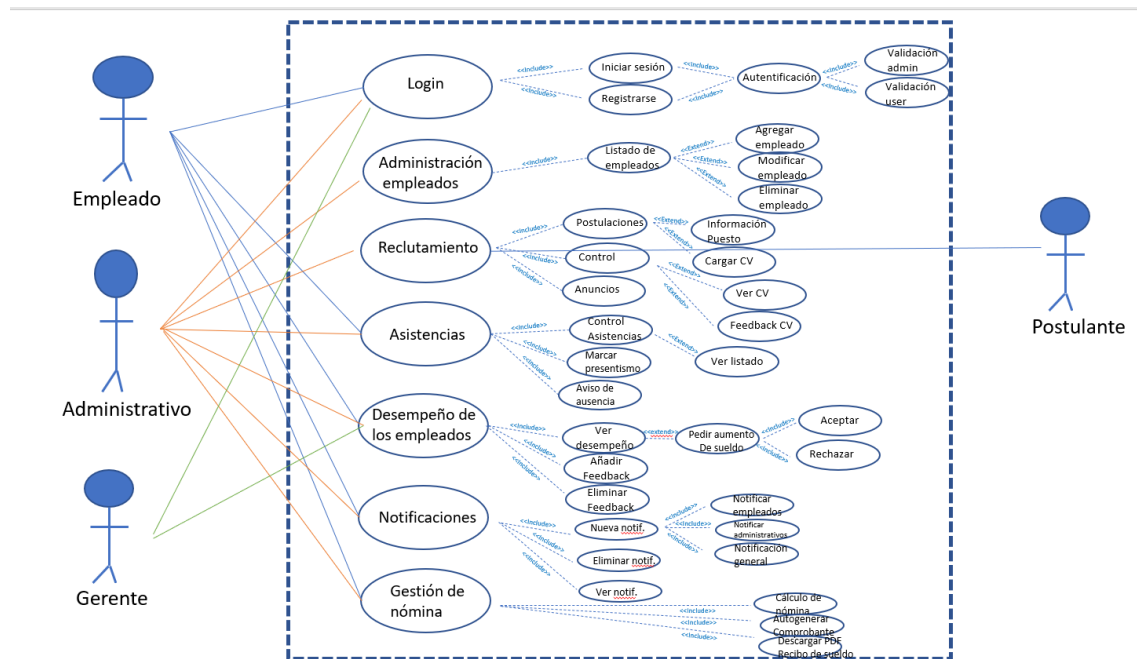 Empleado
Administrativo
Gerente
Postulante
Login
<<Include>>
<<Include>>
Iniciar sesión
Registrarse
<<Include>>
<<Include>>
Autentificación
<<Include>>
<<Include>>
Validación
admin
Validación
user
Administración
empleados
<<Include>>
Listado de
empleados
<<Extend>>
<<Extend>>
<<Extend>>
Agregar
empleado
Modificar
empleado
Eliminar
empleado
Reclutamiento
<<Include>>
<<Include>>
<<Include>>
Postulaciones
Control
Anuncios
<<Extend>>
<<Extend>>
Información
Puesto
Cargar CV
<<Extend>>
<<Extend>>
Ver CV
Feedback CV
Asistencias
<<Include>>
<<Include>>
<<Include>>
Control
Asistencias
Marcar
presentismo
Aviso de
ausencia
<<Extend>>
Ver listado
Desempeño de
los empleados
<<Include>>
<<Include>>
<<Include>>
Ver
desempeño
Añadir
Feedback
Eliminar
Feedback
<<extend>>
Pedir aumento
De sueldo
<<Include>>
<<Include>>
Aceptar
Rechazar
Notificaciones
<<Include>>
<<Include>>
<<Include>>
Nueva notif.
Eliminar notif.
Ver notif.
<<Include>>
<<Include>>
<<Include>>
Notificar
empleados
Notificar
administrativos
Notificación
general
Gestión de
nómina
<<Include>>
<<Include>>
<<Include>>
Cálculo de
nómina
Autogenerar
Comprobante
Descargar PDF
Recibo de sueldo